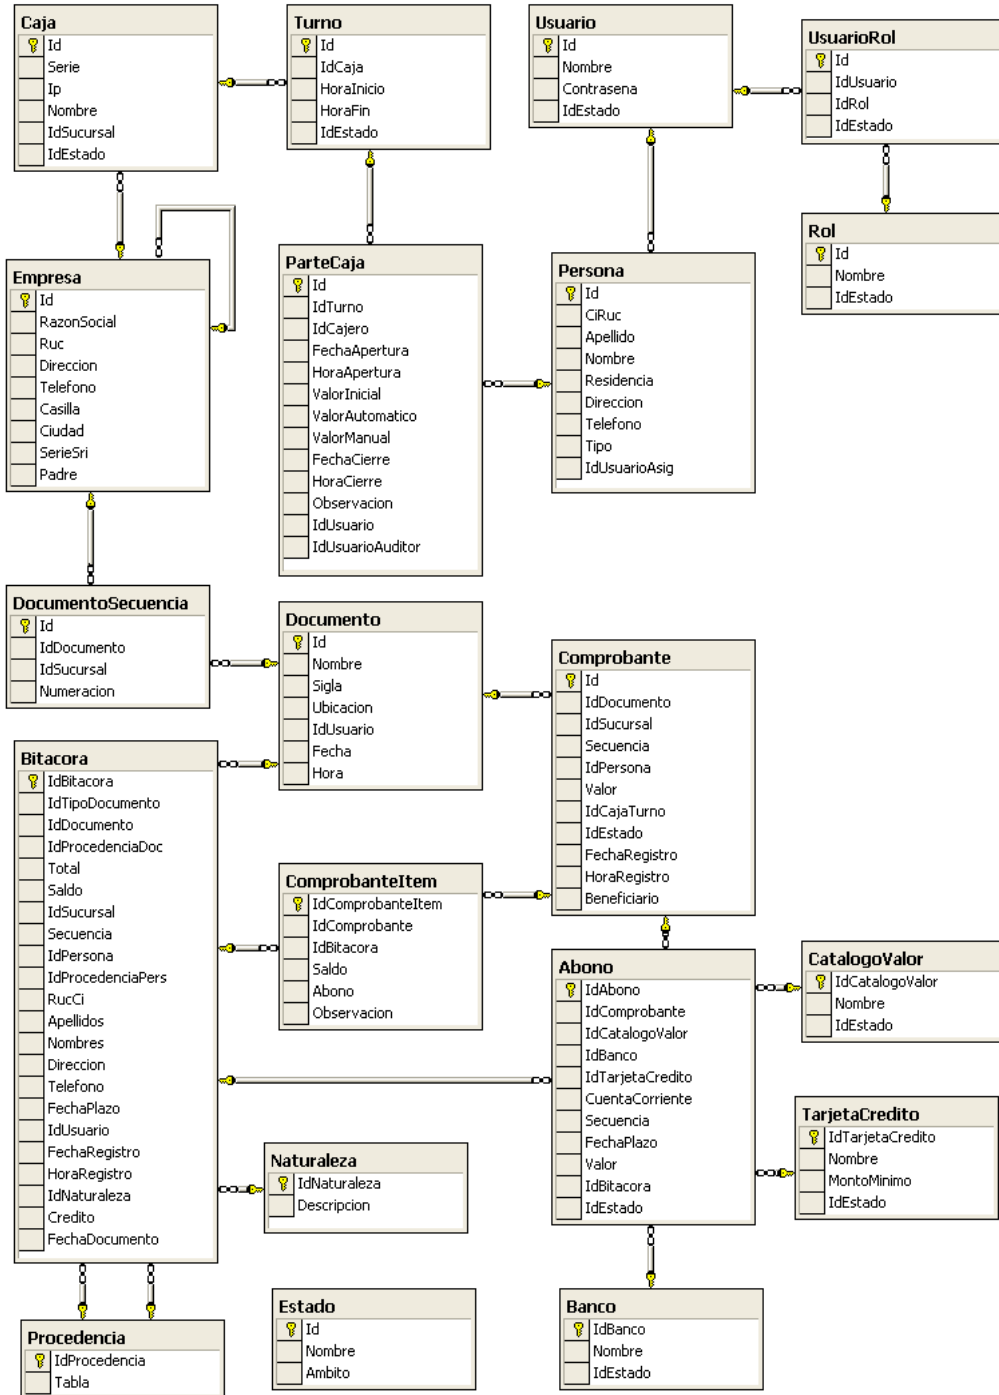 Caja
Id
Serie
Ip
Nombre
IdSucursal
IdEstado
Turno
Id
IdCaja
HoraInicio
HoraFin
IdEstado
Usuario
Id
Nombre
Contrasena
IdEstado
UsuarioRol
Id
IdUsuario
IdRol
IdEstado
Rol
Id
Nombre
IdEstado
Empresa
Id
RazonSocial
Ruc
Direccion
Telefono
Casilla
Ciudad
SerieSri
Padre
ParteCaja
Id
IdTurno
IdCajero
FechaApertura
HoraApertura
ValorInicial
ValorAutomatico
ValorManual
FechaCierre
HoraCierre
Observacion
IdUsuario
IdUsuarioAuditor
Persona
Id
CiRuc
Apellido
Nombre
Residencia
Direccion
Telefono
Tipo
IdUsuarioAsig
DocumentoSecuencia
Id
IdDocumento
IdSucursal
Numeracion
Documento
Id
Nombre
Sigla
Ubicacion
IdUsuario
Fecha
Hora
Comprobante
Id
IdDocumento
IdSucursal
Secuencia
IdPersona
Valor
IdCajaTurno
IdEstado
FechaRegistro
HoraRegistro
Beneficiario
Bitacora
IdBitacora
IdTipoDocumento
IdDocumento
IdProcedenciaDoc
Total
Saldo
IdSucursal
Secuencia
IdPersona
IdProcedenciaPers
RucCi
Apellidos
Nombres
Direccion
Telefono
FechaPlazo
IdUsuario
FechaRegistro
HoraRegistro
IdNaturaleza
Credito
FechaDocumento
ComprobanteItem
IdComprobanteItem
IdComprobante
IdBitacora
Saldo
Abono
Observacion
Abono
IdAbono
IdComprobante
IdCatalogoValor
IdBanco
IdTarjetaCredito
CuentaCorriente
Secuencia
FechaPlazo
Valor
IdBitacora
IdEstado
CatalogoValor
IdCatalogoValor
Nombre
IdEstado
TarjetaCredito
IdTarjetaCredito
Nombre
MontoMinimo
IdEstado
Naturaleza
IdNaturaleza
Descripcion
Procedencia
IdProcedencia
Tabla
Estado
Id
Nombre
Ambito
Banco
IdBanco
Nombre
IdEstado